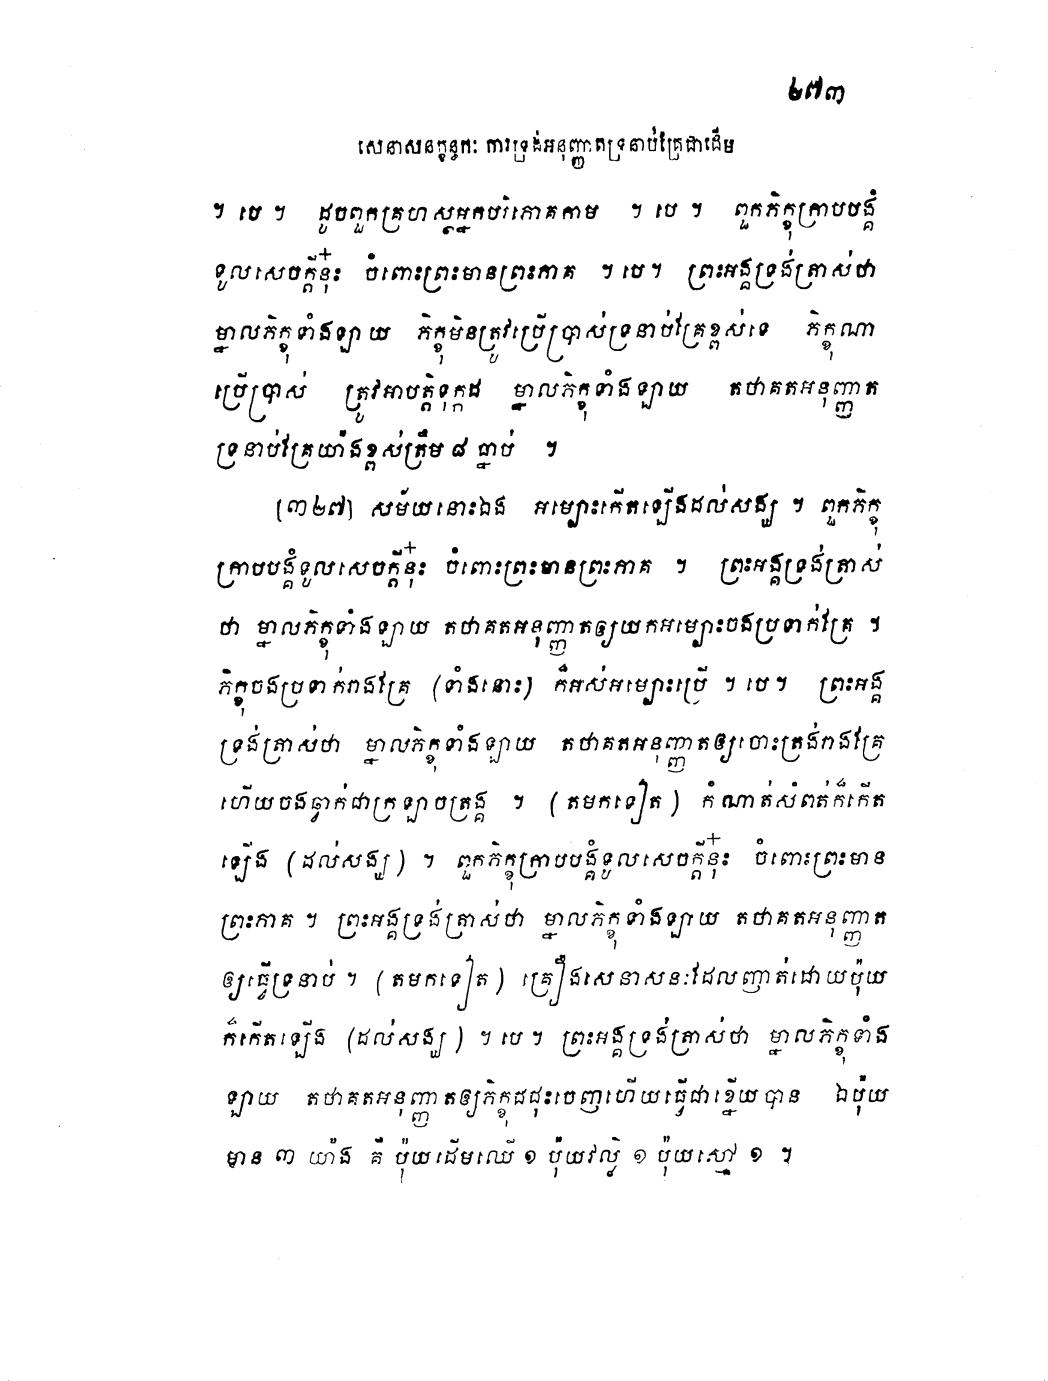 ២៧៣
សេនាសនក្ខន្ធកៈ ការទ្រង់អនុញ្ញាតទ្រនាប់គ្រែជាដើម
។ បេ ។ ដូចពួកគ្រហស្ថអ្នកបរិភោគកាម ។ បេ ។ ពួកភិក្ខុក្រាបបង្គំ
ទូលសេចក្ដីនុ៎ះ ចំពោះព្រះមានព្រះភាគ ។ បេ ។ ព្រះអង្គទ្រង់ត្រាស់ថា
ម្នាលភិក្ខុទាំងឡាយ ភិក្ខុមិនត្រូវប្រើប្រាស់ទ្រនាប់គ្រែខ្ពស់ទេ ភិក្ខុណា
ប្រើប្រាស់ ត្រូវអាបត្តិទុក្កដ ម្នាលភិក្ខុទាំងឡាយ តថាគតអនុញ្ញាត
ទ្រនាប់គ្រែយ៉ាងខ្ពស់ត្រឹម ៨ ធ្នាប់ ។
[៣២៧] សម័យនោះឯង អម្បោះកើតឡើងដល់សង្ឃ ។ ពួកភិក្ខុ
ក្រាបបង្គំទូលសេចក្ដីនុ៎ះ ចំពោះព្រះមានព្រះភាគ ។ ព្រះអង្គទ្រង់ត្រាស់
ថា ម្នាលភិក្ខុទាំងឡាយ តថាគតអនុញ្ញាតឲ្យយកអម្បោះចងប្រទាក់គ្រែ ។
ភិក្ខុចងប្រទាក់រាងគ្រែ (ទាំងនោះ) ក៏អស់អម្បោះប្រើ ។ បេ ។ ព្រះអង្គ
ទ្រង់ត្រាស់ថា ម្នាលភិក្ខុទាំងឡាយ តថាគតអនុញ្ញាតឲ្យចោះត្រង់រាងគ្រែ
ហើយចងធ្វាក់ជាក្រឡាចត្រង្គ ។ (តមកទៀត) កំណាត់សំពត់ក៏កើត
ឡើង (ដល់សង្ឃ) ។ ពួកភិក្ខុក្រាបបង្គំទូលសេចក្ដីនុ៎ះ ចំពោះព្រះមាន
ព្រះភាគ ។ ព្រះអង្គទ្រង់ត្រាស់ថា ម្នាលភិក្ខុទាំងឡាយ តថាគតអនុញ្ញាត
ឲ្យធ្វើទ្រនាប់ ។ (តមកទៀត) គ្រឿងសេនាសនៈដែលញាត់ដោយប៉ុយ
ក៏កើតឡើង (ដល់សង្ឃ) ។ បេ ។ ព្រះអង្គទ្រង់ត្រាស់ថា ម្នាលភិក្ខុទាំង
ឡាយ តថាគតអនុញ្ញាតឲ្យភិក្ខុដដុះចេញហើយធ្វើជាខ្នើយបាន ឯប៉ុយ
មាន ៣ យ៉ាង គឺ ប៉ុយដើមឈើ ១ ប៉ុយវល្លិ ១ ប៉ុយស្មៅ ១ ។